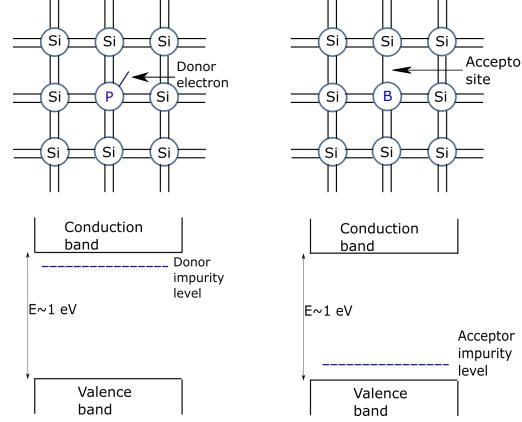 Si Si Si
Donor
electron
Si P Si
Si Si Si
Si Si Si
Accepto
site
Si B Si
Si Si Si
Conduction
band
Donor
impurity
level
E~1 eV
Valence
band
Conduction
band
E~1 eV
Acceptor
impurity
level
Valence
band